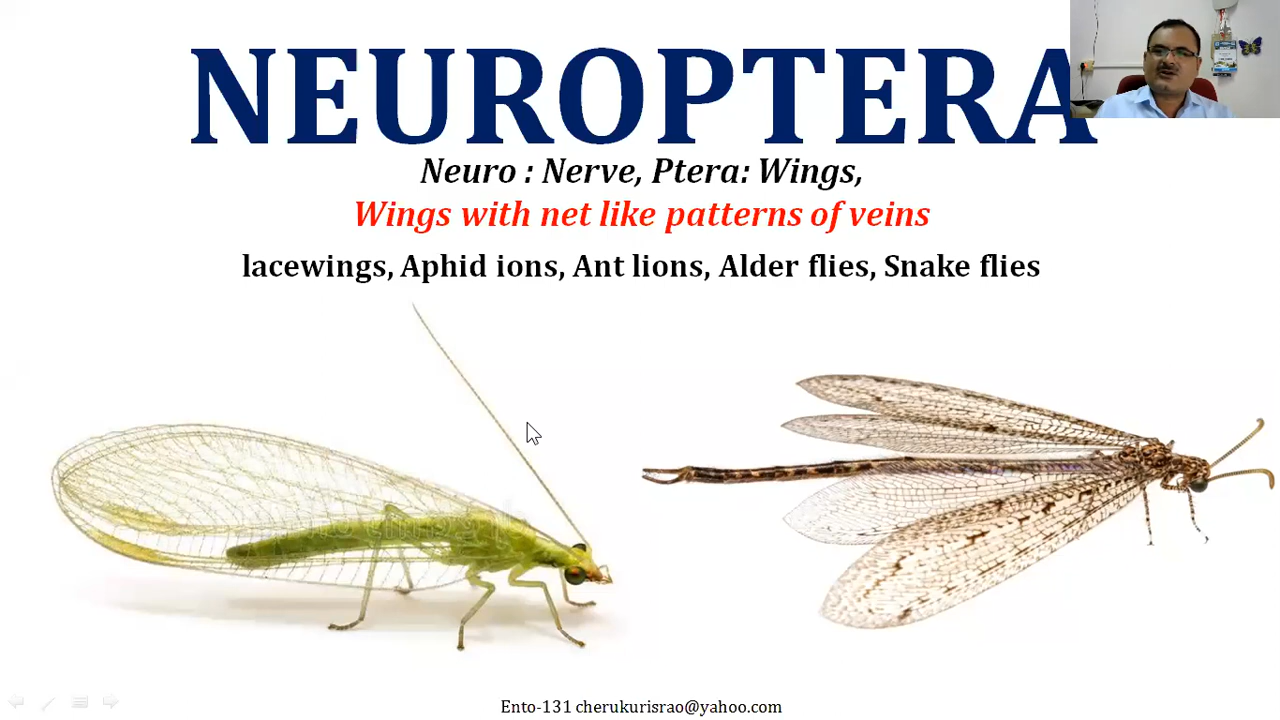 NEUROPTERA
Neuro : Nerve, Ptera: Wings,
Wings with net like patterns of veins
lacewings, Aphid ions, Ant lions, Alder flies, Snake flies
Ento-131 cherukurisrao@yahoo.com